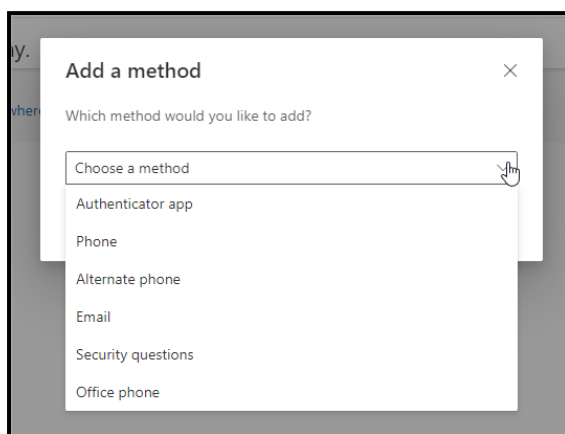 Add a method
Which method would you like to add?
Choose a method
Authenticator app
Phone
Alternate phone
Email
Security questions
Office phone